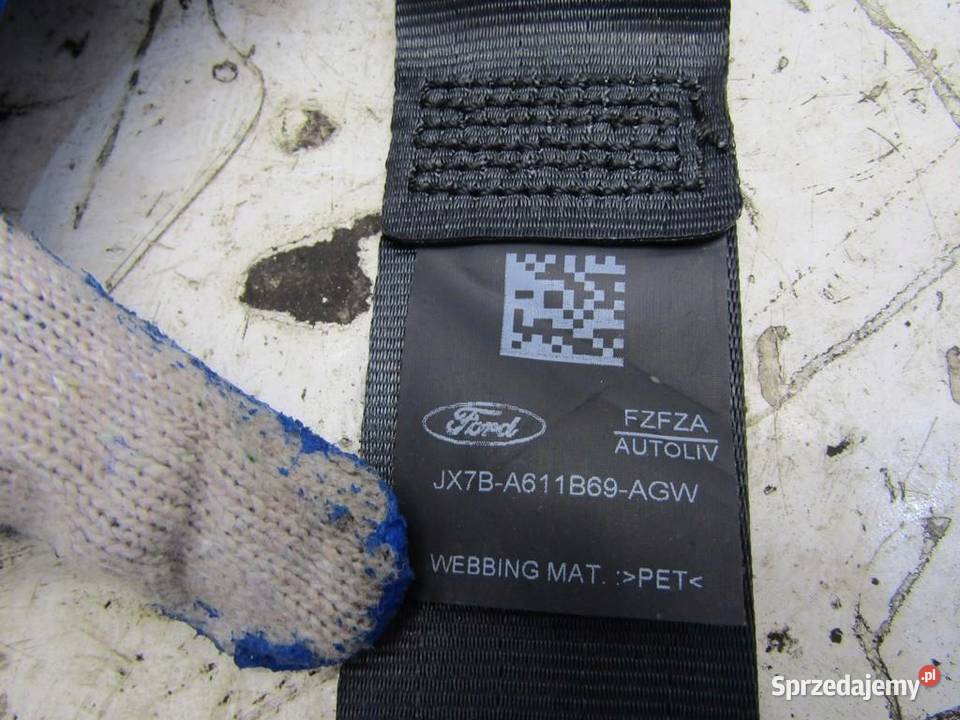 Ford
FZFZA
AUTOLIV
JX7B-A611B69-AGW
WEBBING MAT. :>PET<
Sprzedajemy.pl